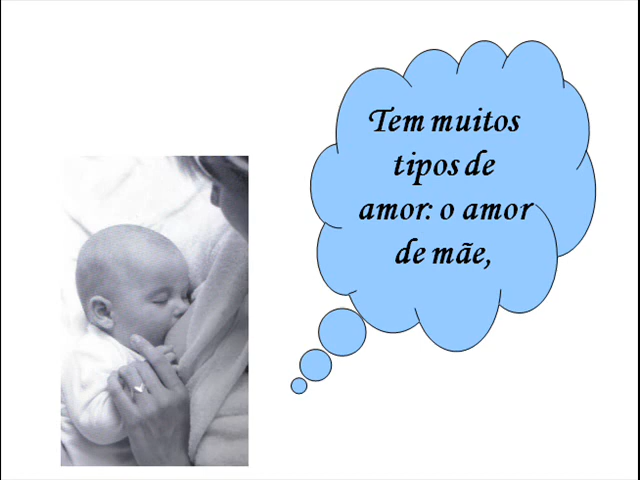 Tem muitos
tipos de
amor: o amor
de mãe,